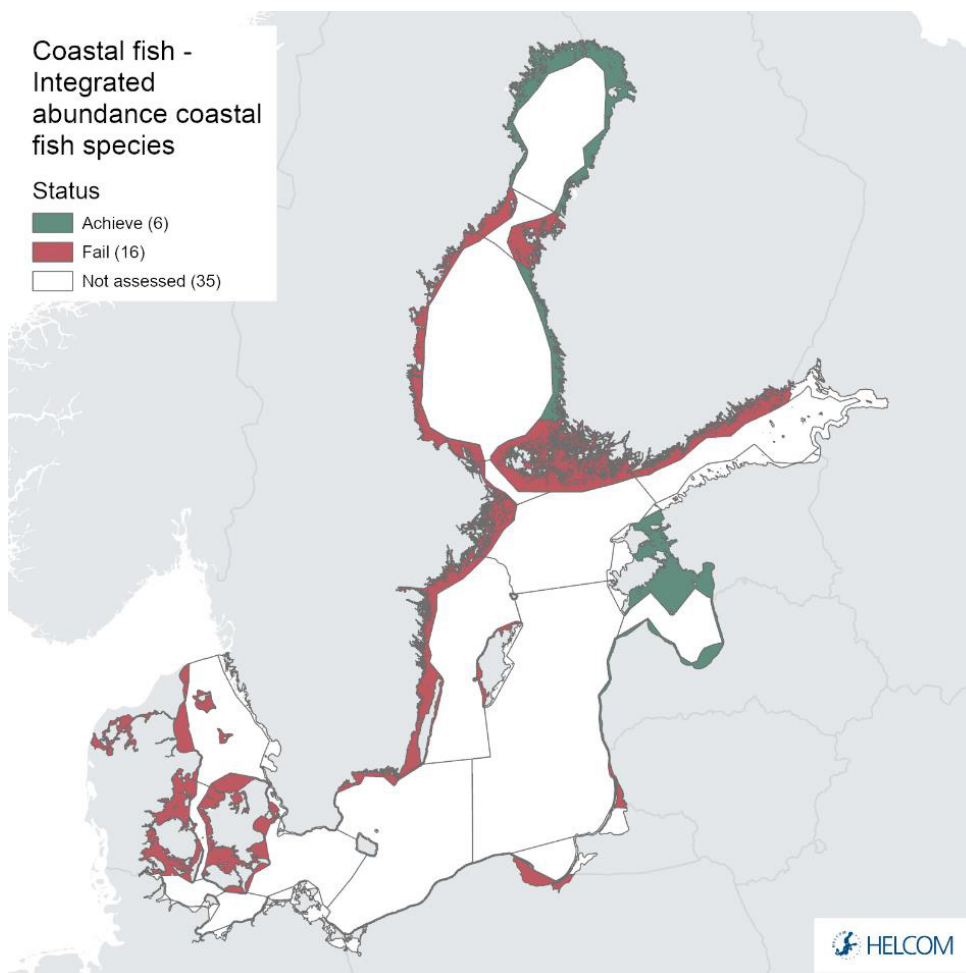 Coastal fish -
Integrated
abundance coastal
fish species
Status
Achieve (6)
Fail (16)
Not assessed (35)
HELCOM